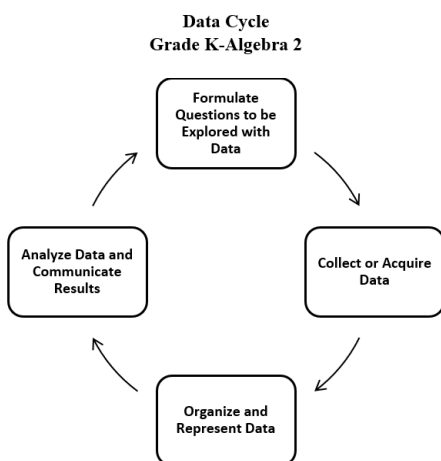 Data Cycle
Grade K-Algebra 2
Formulate
Questions to be
Explored with
Data
Collect or Acquire
Data
Organize and
Represent Data
Analyze Data and
Communicate
Results